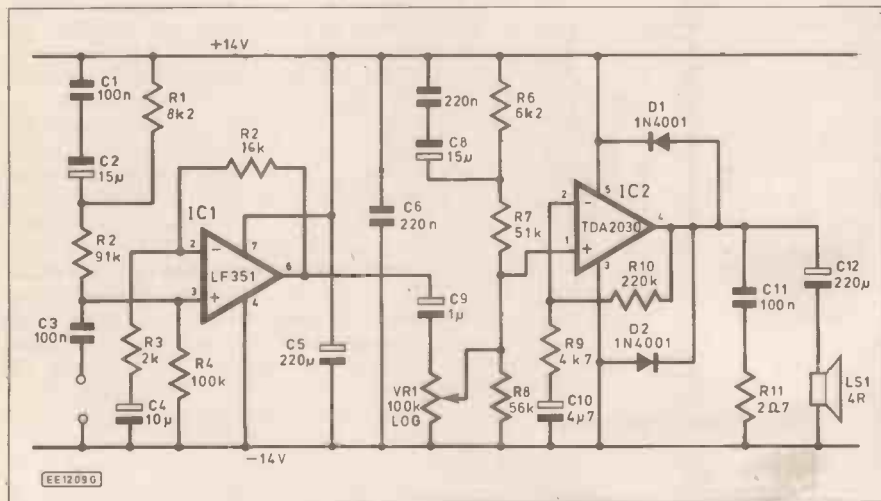 +14V
C1
100n
R1
8k2
C2
15µ
R2
91k
C3
100n
R2
16k
IC1
2
-
LF351
7
6
3
+
4
R3
2k
C4
10µ
R4
100k
C5
220µ
C6
220n
C9
1µ
VR1
100k
LOG
220n
C8
15µ
R6
6k2
R7
51k
R8
56k
D1
1N4001
IC2
5
2
-
TDA2030
4
1
+
3
R10
220k
R9
4k7
C10
4µ7
D2
1N4001
C11
100n
R11
2Ω7
C12
220µ
LS1
4R
-14V
EE1209G